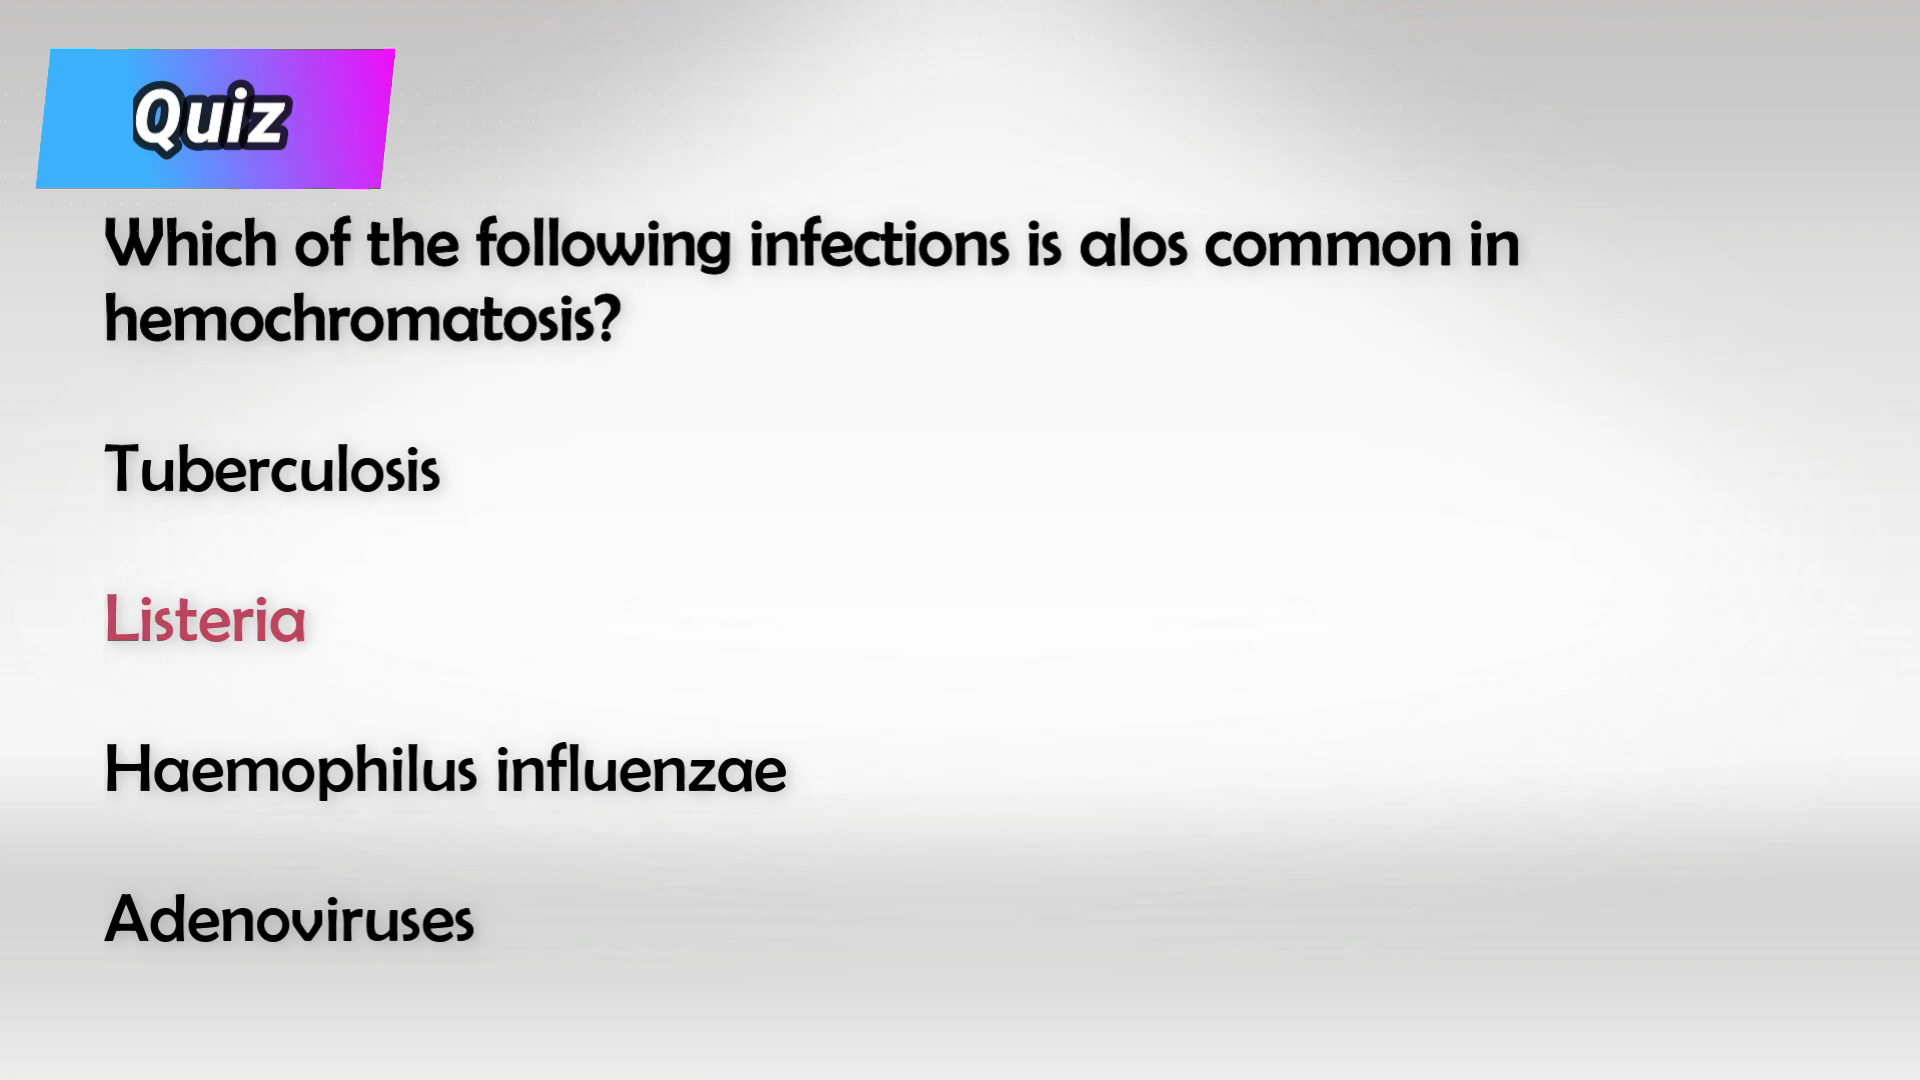 Quiz
Which of the following infections is alos common in
hemochromatosis?
Tuberculosis
Listeria
Haemophilus influenzae
Adenoviruses